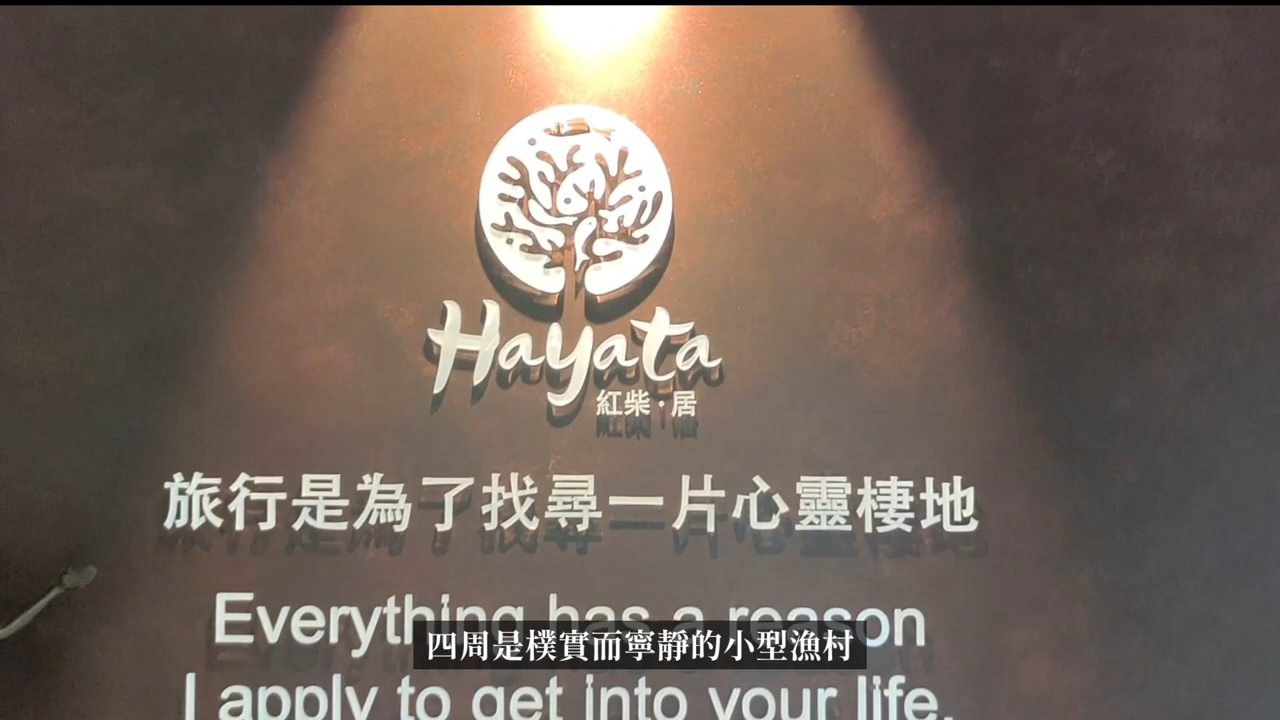 Hayata
紅柴·居
旅行是為了找尋一片心靈棲地
Everything has a reason
四周是樸實而寧靜的小型漁村
I apply to get into your life.